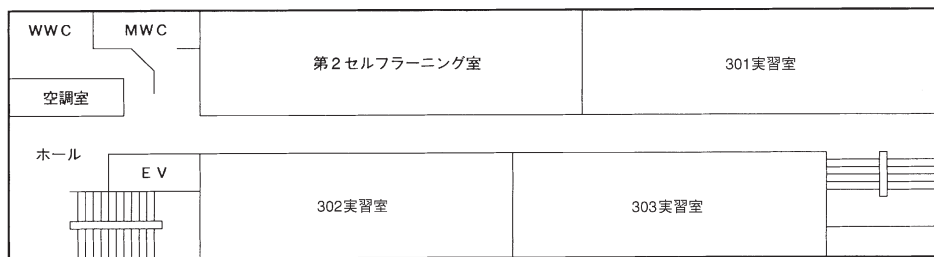 WWC
MWC
第2セルフラーニング室
301実習室
空調室
ホール
EV
302実習室
303実習室